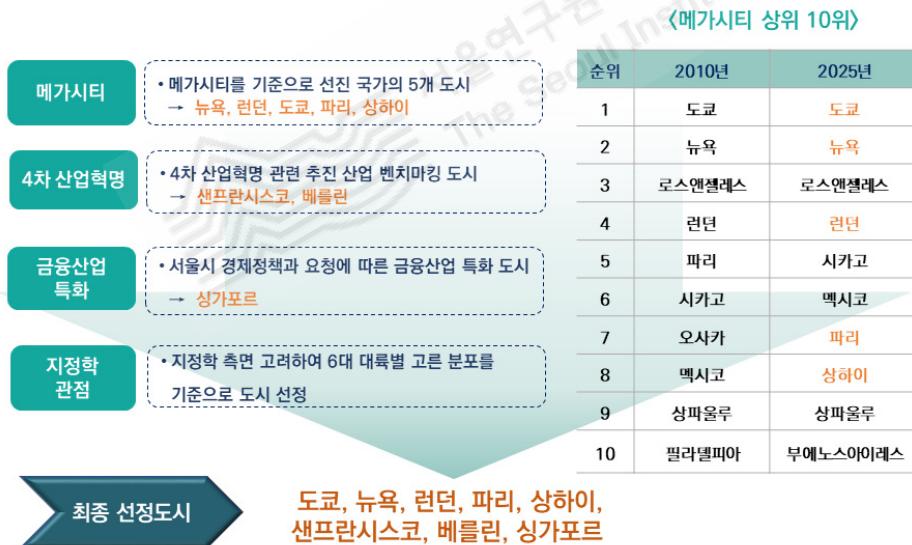 메가시티
• 메가시티를 기준으로 선진 국가의 5개 도시
→ 뉴욕, 런던, 도쿄, 파리, 상하이
4차 산업혁명
• 4차 산업혁명 관련 추진 산업 벤치마킹 도시
→ 샌프란시스코, 베를린
금융산업
특화
• 서울시 경제정책과 요청에 따른 금융산업 특화 도시
→ 싱가포르
지정학
관점
• 지정학 측면 고려하여 6대 대륙별 고른 분포를
기준으로 도시 선정
<메가시티 상위 10위>
순위 2010년 2025년
1 도쿄 도쿄
2 뉴욕 뉴욕
3 로스앤젤레스 로스앤젤레스
4 런던 런던
5 파리 시카고
6 시카고 멕시코
7 오사카 파리
8 멕시코 상하이
9 상파울루 상파울루
10 필라델피아 부에노스아이레스
최종 선정도시
도쿄, 뉴욕, 런던, 파리, 상하이,
샌프란시스코, 베를린, 싱가포르
서울연구원
The Seoul Instit